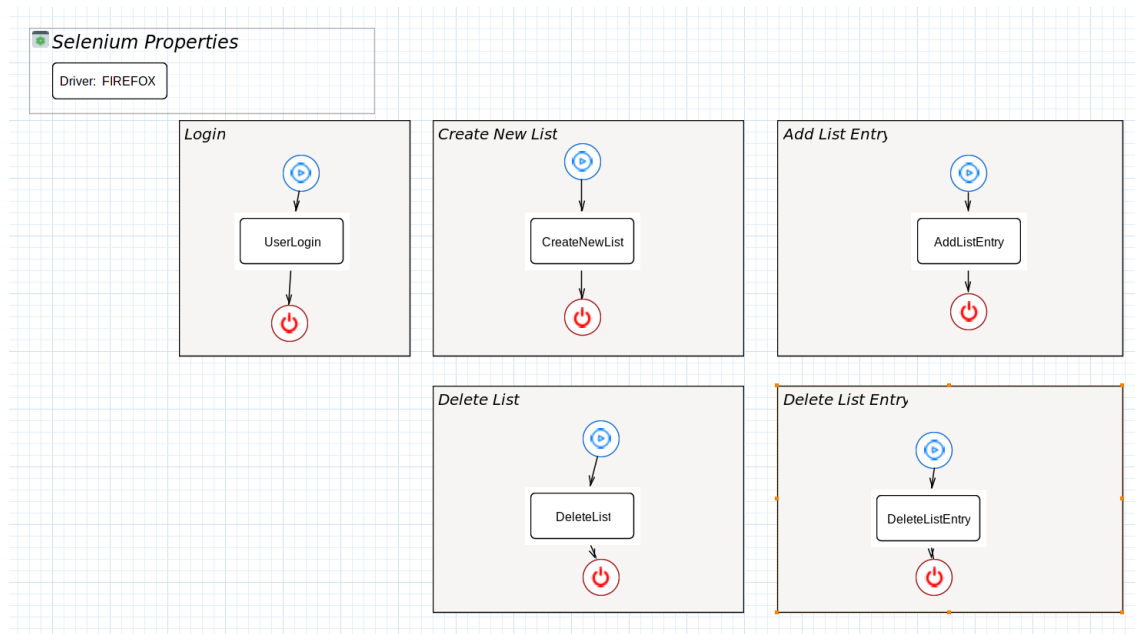 Selenium Properties
Driver: FIREFOX
Login
Create New List
Add List Entry
UserLogin
CreateNewList
AddListEntry
Delete List
Delete List Entry
DeleteList
DeleteListEntry